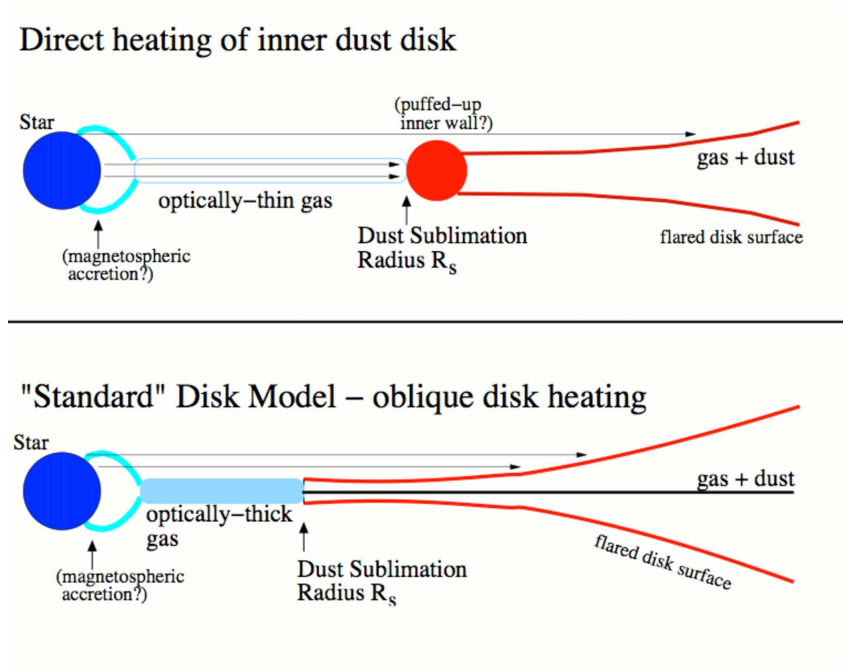 Direct heating of inner dust disk
(puffed−up
inner wall?)
Star
gas + dust
optically−thin gas
Dust Sublimation
Radius Rs
flared disk surface
(magnetospheric
accretion?)
"Standard" Disk Model − oblique disk heating
Star
gas + dust
optically−thick
gas
flared disk surface
Dust Sublimation
Radius Rs
(magnetospheric
accretion?)